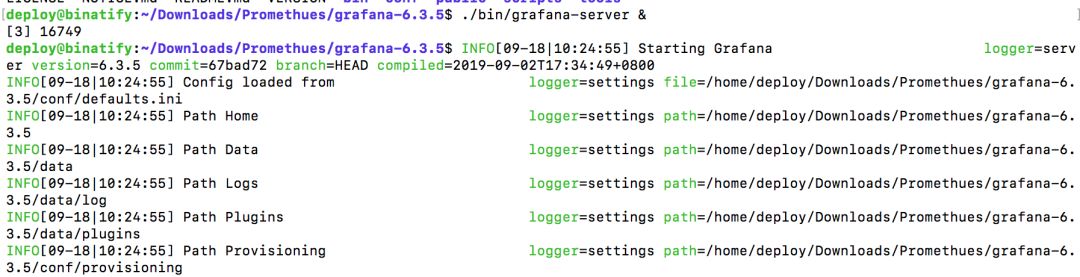 deploy@binatify:~/Downloads/Promethues/grafana-6.3.5$ ./bin/grafana-server &
[3] 16749
deploy@binatify:~/Downloads/Promethues/grafana-6.3.5$ INFO[09-18|10:24:55] Starting Grafana logger=serv
er version=6.3.5 commit=67bad72 branch=HEAD compiled=2019-09-02T17:34:49+0800
INFO[09-18|10:24:55] Config loaded from logger=settings file=/home/deploy/Downloads/Promethues/grafana-6.
3.5/conf/defaults.ini
INFO[09-18|10:24:55] Path Home logger=settings path=/home/deploy/Downloads/Promethues/grafana-6.
3.5
INFO[09-18|10:24:55] Path Data logger=settings path=/home/deploy/Downloads/Promethues/grafana-6.
3.5/data
INFO[09-18|10:24:55] Path Logs logger=settings path=/home/deploy/Downloads/Promethues/grafana-6.
3.5/data/log
INFO[09-18|10:24:55] Path Plugins logger=settings path=/home/deploy/Downloads/Promethues/grafana-6.
3.5/data/plugins
INFO[09-18|10:24:55] Path Provisioning logger=settings path=/home/deploy/Downloads/Promethues/grafana-6.
3.5/conf/provisioning